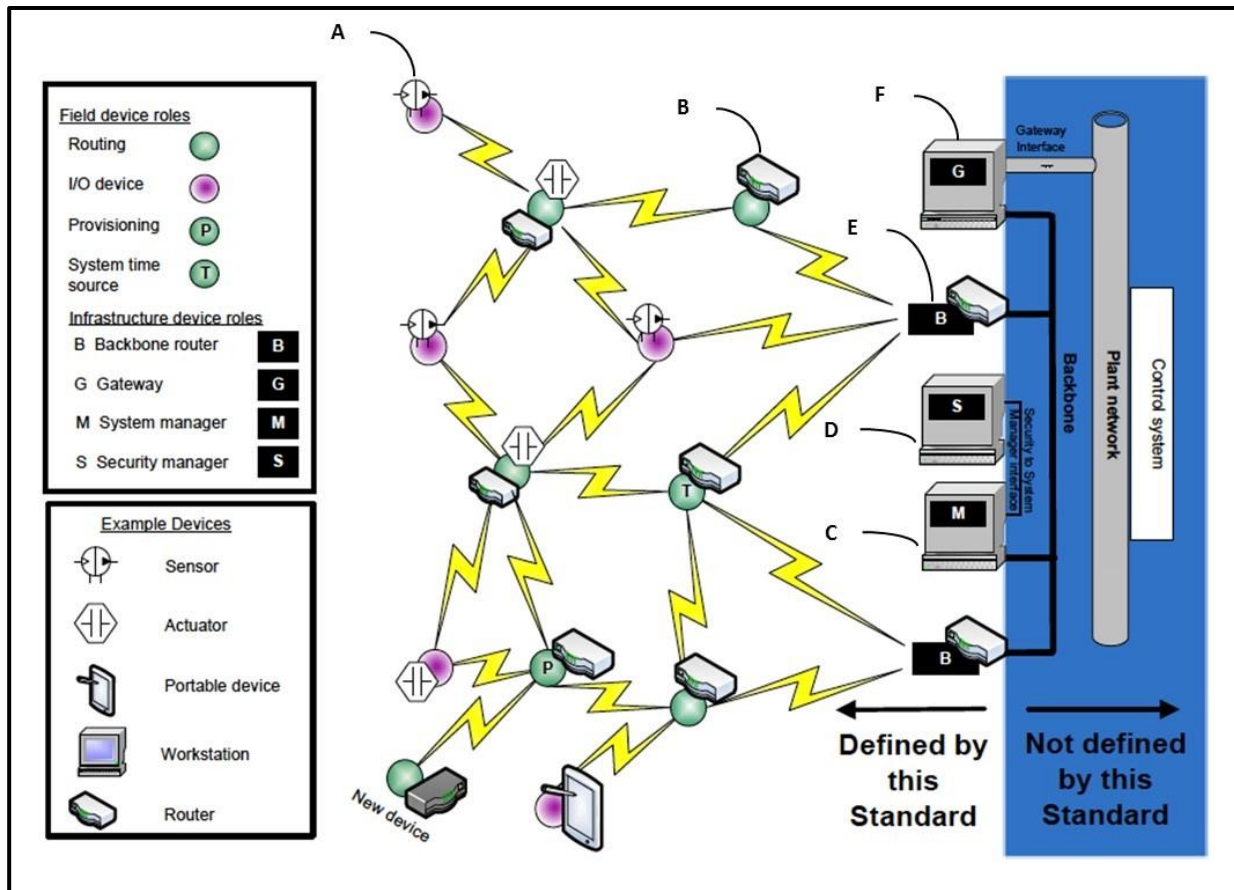 A
Field device roles
Routing
I/O device
Provisioning
P
System time
source
T
Infrastructure device roles
B Backbone router
B
G Gateway
G
M System manager
M
S Security manager
S
Example Devices
Sensor
Actuator
Portable device
Workstation
Router
B
F
G
Gateway
Interface
E
B
S
D
M
C
T
P
B
New device
Security to System
Manager interface
Backbone
Plant network
Control system
Defined by
this
Standard
Not defined
by this
Standard